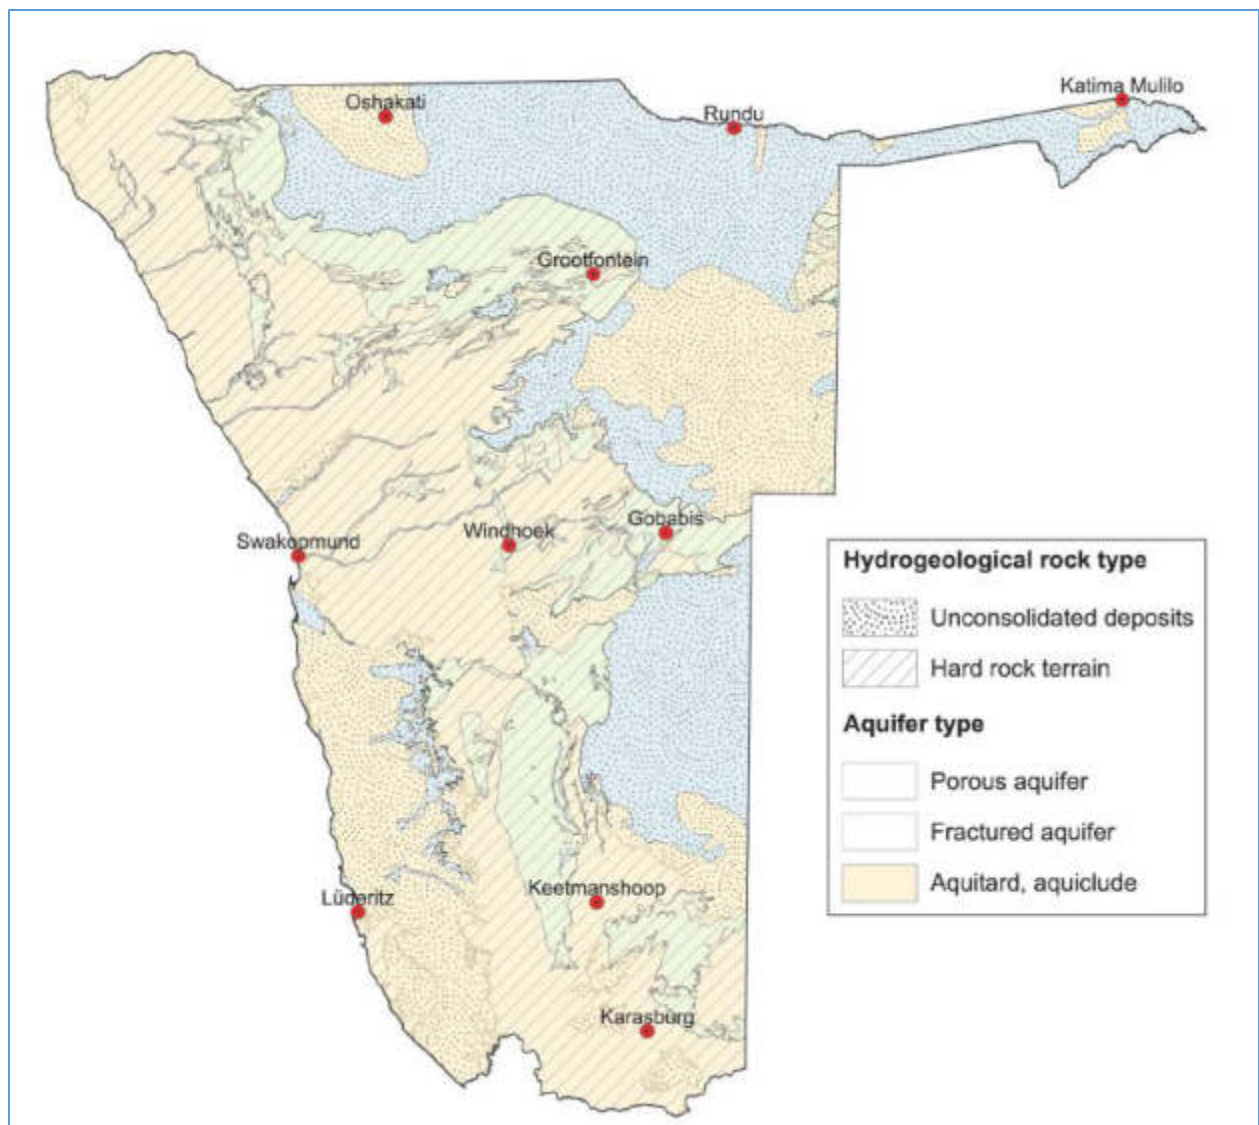 Oshakati
Rundu
Katima Mulilo
Grootfontein
Swakopmund
Windhoek
Gobabis
Lüderitz
Keetmanshoop
Karasburg
Hydrogeological rock type
Unconsolidated deposits
Hard rock terrain
Aquifer type
Porous aquifer
Fractured aquifer
Aquitard, aquiclude